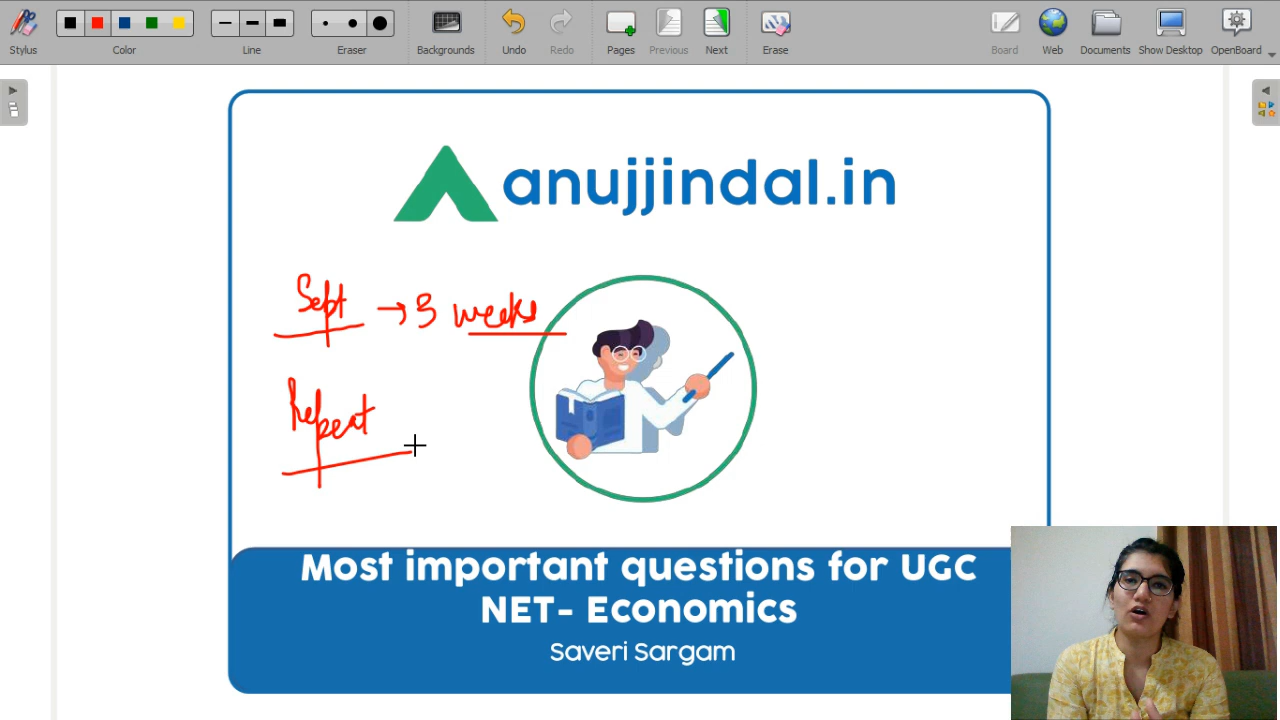 Stylus
Color
Line
Eraser
Backgrounds
Undo
Redo
Pages
Previous
Next
Erase
Board
Web
Documents
Show Desktop
OpenBoard
anujjindal.in
Sept → 3 weeks
Repeat
Most important questions for UGC
NET- Economics
Saveri Sargam